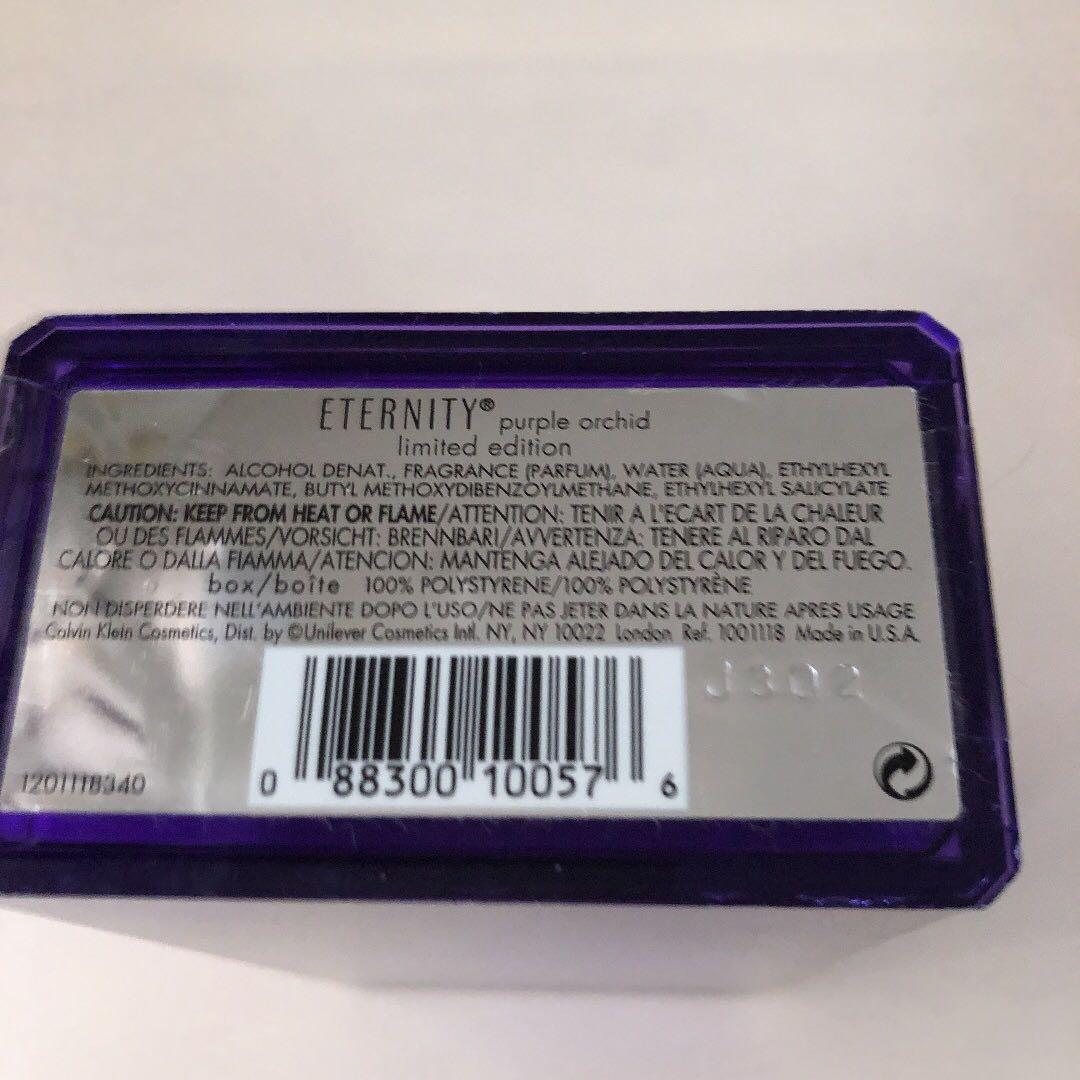 ETERNITY® purple orchid
limited edition
INGREDIENTS: ALCOHOL DENAT., FRAGRANCE (PARFUM), WATER (AQUA), ETHYLHEXYL
METHOXYCINNAMATE, BUTYL METHOXYDIBENZOYLMETHANE, ETHYLHEXYL SALICYLATE
CAUTION: KEEP FROM HEAT OR FLAME/ATTENTION: TENIR A L'ECART DE LA CHALEUR
OU DES FLAMMES/VORSICHT: BRENNBAR!/AVVERTENZA: TENERE AL RIPARO DAL
CALORE O DALLA FIAMMA/ATENCION: MANTENGA ALEJADO DEL CALOR Y DEL FUEGO.
box/boîte 100% POLYSTYRENE/100% POLYSTYRÈNE
NON DISPERDERE NELL'AMBIENTE DOPO L'USO/NE PAS JETER DANS LA NATURE APRES USAGE
Calvin Klein Cosmetics, Dist. by ©Unilever Cosmetics Intl. NY, NY 10022 London Ref. 1001118 Made in U.S.A.
J302
1201118340
0 88300 10057 6